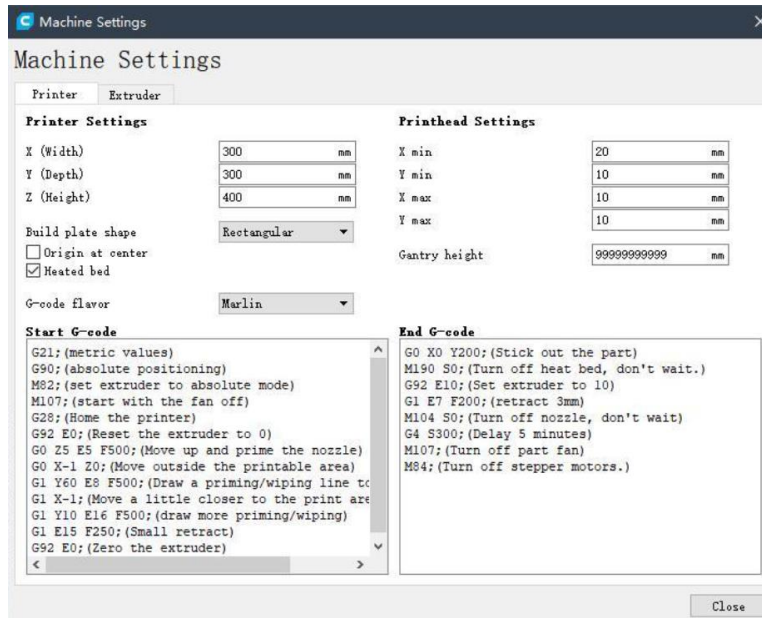 Machine Settings
Machine Settings
Printer Extruder
Printer Settings
X (Width) 300 mm
Y (Depth) 300 mm
Z (Height) 400 mm
Build plate shape Rectangular
Origin at center
Heated bed
G-code flavor Marlin
Printhead Settings
X min 20 mm
Y min 10 mm
X max 10 mm
Y max 10 mm
Gantry height 99999999999 mm
Start G-code
G21;(metric values)
G90;(absolute positioning)
M82;(set extruder to absolute mode)
M107;(start with the fan off)
G28;(Home the printer)
G92 E0;(Reset the extruder to 0)
G0 Z5 E5 F500;(Move up and prime the nozzle)
G0 X-1 Z0;(Move outside the printable area)
G1 Y60 E8 F500;(Draw a priming/wiping line to
G1 X-1;(Move a little closer to the print are
G1 Y10 E16 F500;(draw more priming/wiping)
G1 E15 F250;(Small retract)
G92 E0;(Zero the extruder)
End G-code
G0 X0 Y200;(Stick out the part)
M190 S0;(Turn off heat bed, don't wait.)
G92 E10;(Set extruder to 10)
G1 E7 F200;(retract 3mm)
M104 S0;(Turn off nozzle, don't wait)
G4 S300;(Delay 5 minutes)
M107;(Turn off part fan)
M84;(Turn off stepper motors.)
Close